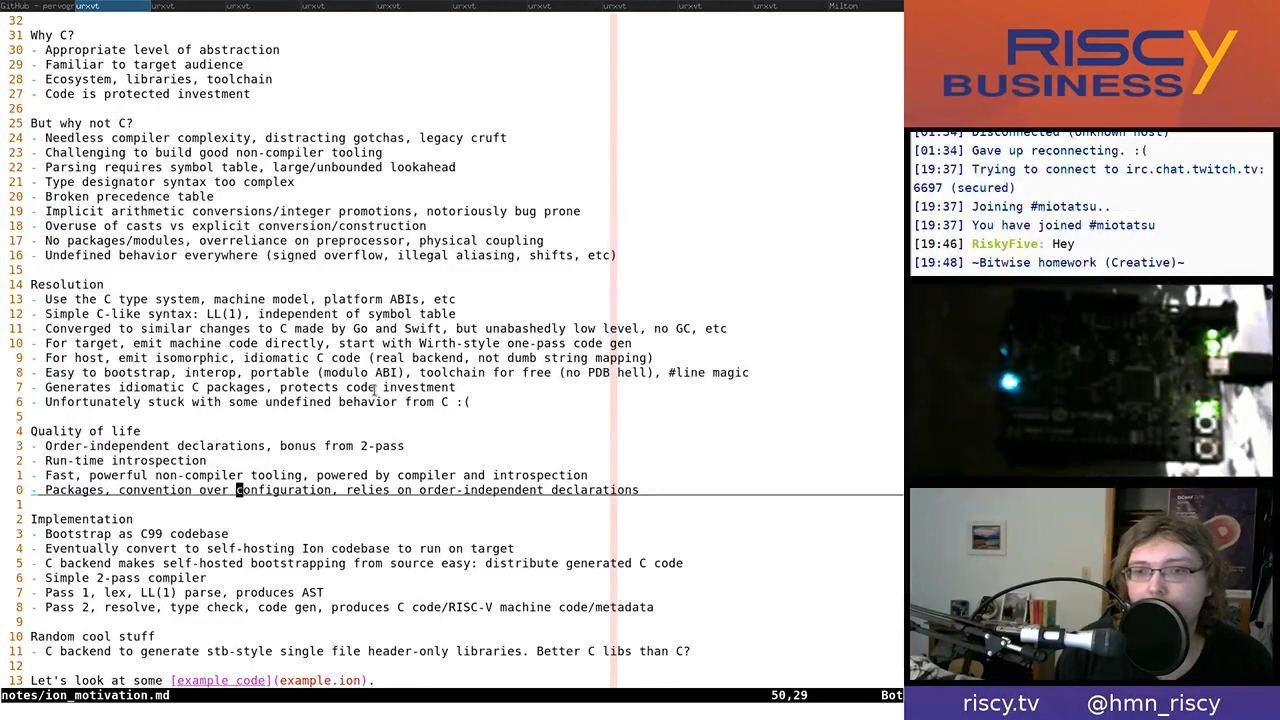 GitHub - pervogr urxvt urxvt urxvt urxvt urxvt urxvt urxvt urxvt urxvt urxvt Milton
32
31 Why C?
30 - Appropriate level of abstraction
29 - Familiar to target audience
28 - Ecosystem, libraries, toolchain
27 - Code is protected investment
26
25 But why not C?
24 - Needless compiler complexity, distracting gotchas, legacy cruft
23 - Challenging to build good non-compiler tooling
22 - Parsing requires symbol table, large/unbounded lookahead
21 - Type designator syntax too complex
20 - Broken precedence table
19 - Implicit arithmetic conversions/integer promotions, notoriously bug prone
18 - Overuse of casts vs explicit conversion/construction
17 - No packages/modules, overreliance on preprocessor, physical coupling
16 - Undefined behavior everywhere (signed overflow, illegal aliasing, shifts, etc)
15
14 Resolution
13 - Use the C type system, machine model, platform ABIs, etc
12 - Simple C-like syntax: LL(1), independent of symbol table
11 - Converged to similar changes to C made by Go and Swift, but unabashedly low level, no GC, etc
10 - For target, emit machine code directly, start with Wirth-style one-pass code gen
9 - For host, emit isomorphic, idiomatic C code (real backend, not dumb string mapping)
8 - Easy to bootstrap, interop, portable (modulo ABI), toolchain for free (no PDB hell), #line magic
7 - Generates idiomatic C packages, protects code investment
6 - Unfortunately stuck with some undefined behavior from C :(
5
4 Quality of life
3 - Order-independent declarations, bonus from 2-pass
2 - Run-time introspection
1 - Fast, powerful non-compiler tooling, powered by compiler and introspection
0 - Packages, convention over configuration, relies on order-independent declarations
1
2 Implementation
3 - Bootstrap as C99 codebase
4 - Eventually convert to self-hosting Ion codebase to run on target
5 - C backend makes self-hosted bootstrapping from source easy: distribute generated C code
6 - Simple 2-pass compiler
7 - Pass 1, lex, LL(1) parse, produces AST
8 - Pass 2, resolve, type check, code gen, produces C code/RISC-V machine code/metadata
9
10 Random cool stuff
11 - C backend to generate stb-style single file header-only libraries. Better C libs than C?
12
13 Let's look at some [example code](example.ion).
notes/ion_motivation.md 50,29 Bot
RISCY
BUSINESS
[01:34] Disconnected (Unknown host)
[01:34] Gave up reconnecting. :(
[19:37] Trying to connect to irc.chat.twitch.tv:
6697 (secured)
[19:37] Joining #miotatsu..
[19:37] You have joined #miotatsu
[19:46] RiskyFive: Hey
[19:48] ~Bitwise homework (Creative)~
riscy.tv @hmn_riscy